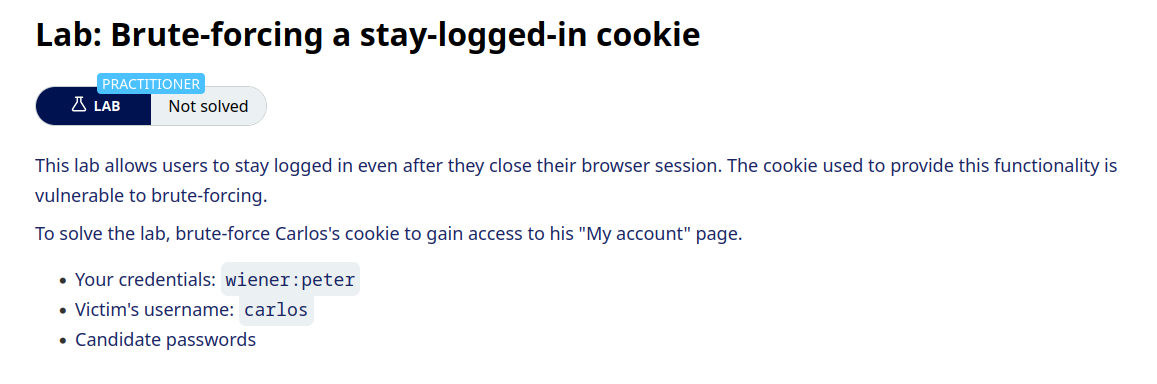 Lab: Brute-forcing a stay-logged-in cookie
PRACTITIONER
LAB
Not solved
This lab allows users to stay logged in even after they close their browser session. The cookie used to provide this functionality is
vulnerable to brute-forcing.
To solve the lab, brute-force Carlos's cookie to gain access to his "My account" page.
• Your credentials: wiener:peter
• Victim's username: carlos
• Candidate passwords